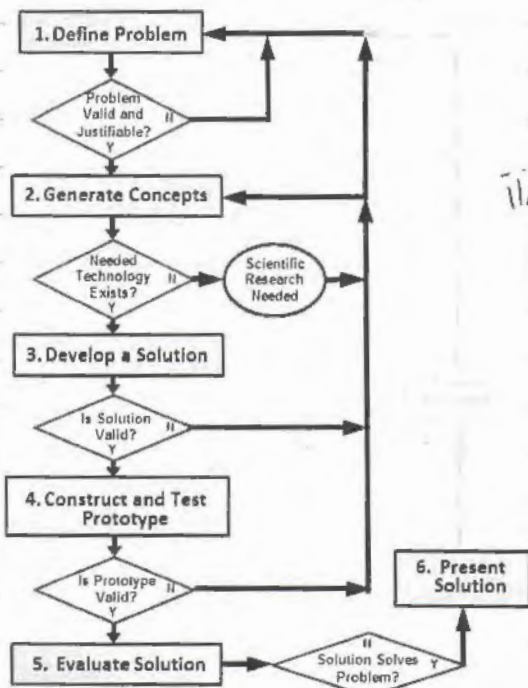 1. Define Problem
Problem
Valid and
Justifiable?
N
Y
2. Generate Concepts
Needed
Technology
Exists?
N
Y
Scientific
Research
Needed
3. Develop a Solution
Is Solution
Valid?
N
Y
4. Construct and Test
Prototype
Is Prototype
Valid?
N
Y
5. Evaluate Solution
N
Solution Solves
Problem?
Y
6. Present
Solution